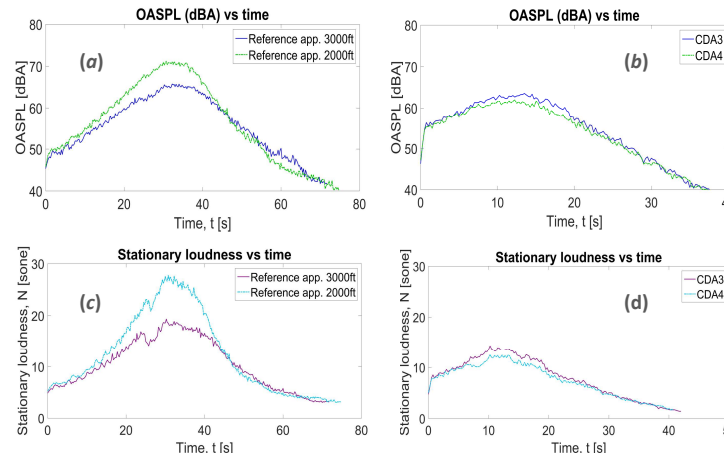 OASPL (dBA) vs time
OASPL (dBA) vs time
80
70
60
50
40
OASPL [dBA]
(a)
Reference app. 3000ft
Reference app. 2000ft
0 20 40 60 80
Time, t [s]
80
70
60
50
40
OASPL [dBA]
(b)
CDA3
CDA4
0 10 20 30 40
Time, t [s]
Stationary loudness vs time
Stationary loudness vs time
30
20
10
0
Stationary loudness, N [sone]
(c)
Reference app. 3000ft
Reference app. 2000ft
0 20 40 60 80
Time, t [s]
30
20
10
0
Stationary loudness, N [sone]
(d)
CDA3
CDA4
0 10 20 30 40
Time, t [s]